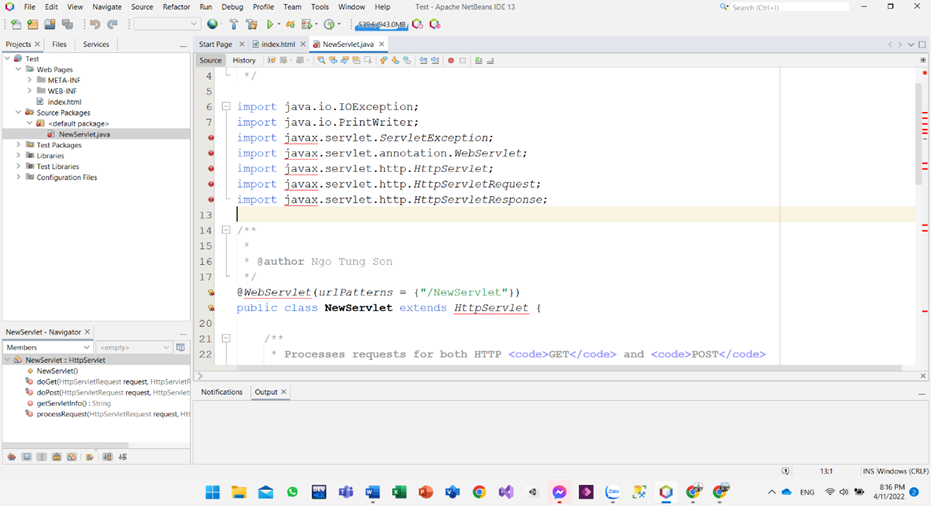 File Edit View Navigate Source Refactor Run Debug Profile Team Tools Window Help Test - Apache NetBeans IDE 13 Search (Ctrl+I)
539.6/943.0MB
Projects Files Services
Start Page index.html NewServlet.java
Source History
Test
Web Pages
META-INF
WEB-INF
index.html
Source Packages
<default package>
NewServlet.java
Test Packages
Libraries
Test Libraries
Configuration Files
4 */
5
6 import java.io.IOException;
7 import java.io.PrintWriter;
import javax.servlet.ServletException;
import javax.servlet.annotation.WebServlet;
import javax.servlet.http.HttpServlet;
import javax.servlet.http.HttpServletRequest;
import javax.servlet.http.HttpServletResponse;
13
14 /**
15 *
16 * @author Ngo Tung Son
17 */
@WebServlet(urlPatterns = {"/NewServlet"})
public class NewServlet extends HttpServlet {
20
21 /**
22 * Processes requests for both HTTP <code>GET</code> and <code>POST</code>
NewServlet - Navigator
Members <empty>
NewServlet :: HttpServlet
NewServlet()
doGet(HttpServletRequest request, HttpServletR
doPost(HttpServletRequest request, HttpServlet
getServletInfo() : String
processRequest(HttpServletRequest request, Htt
Notifications Output
13:1 INS Windows (CRLF)
DEV
Zalo
ENG
8:16 PM
4/11/2022
2